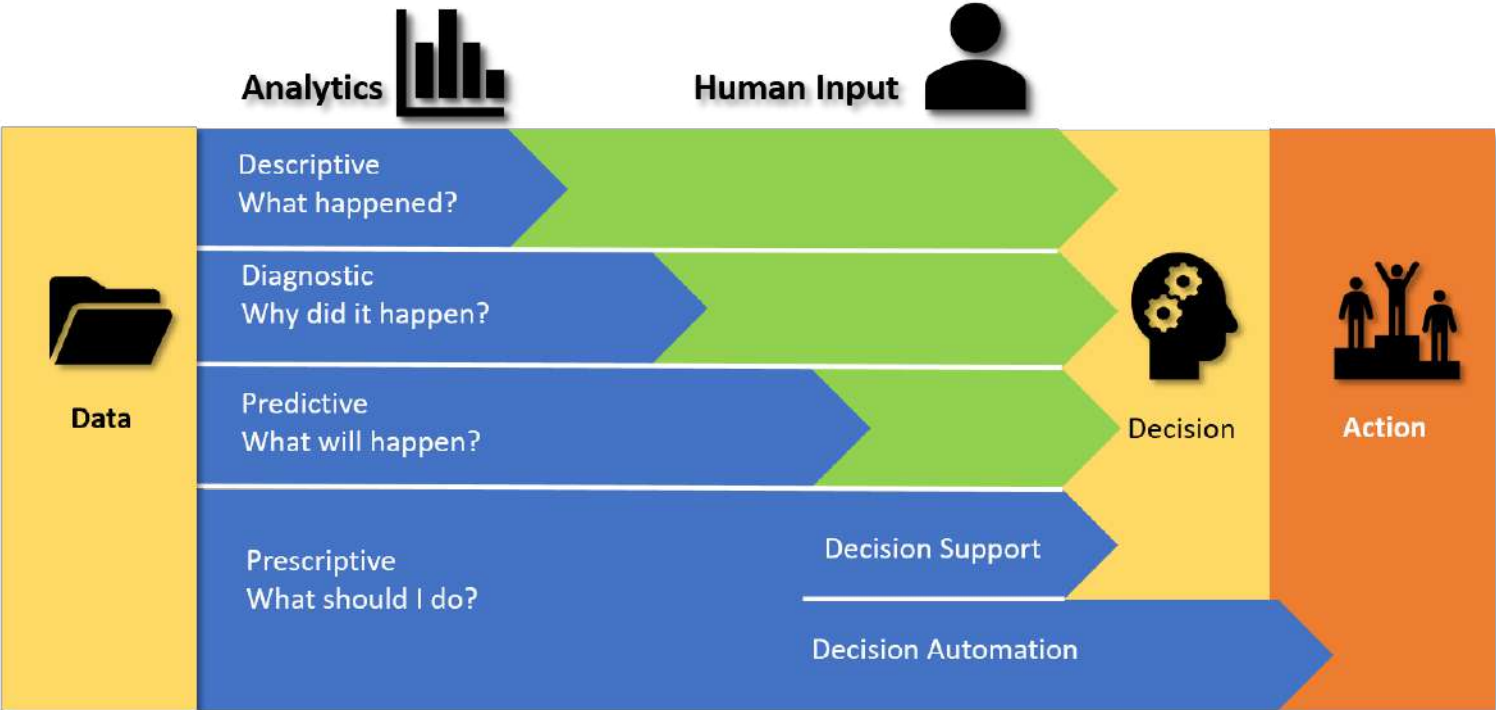 Analytics
Human Input
Data
Descriptive
What happened?
Diagnostic
Why did it happen?
Predictive
What will happen?
Prescriptive
What should I do?
Decision Support
Decision Automation
Decision
Action